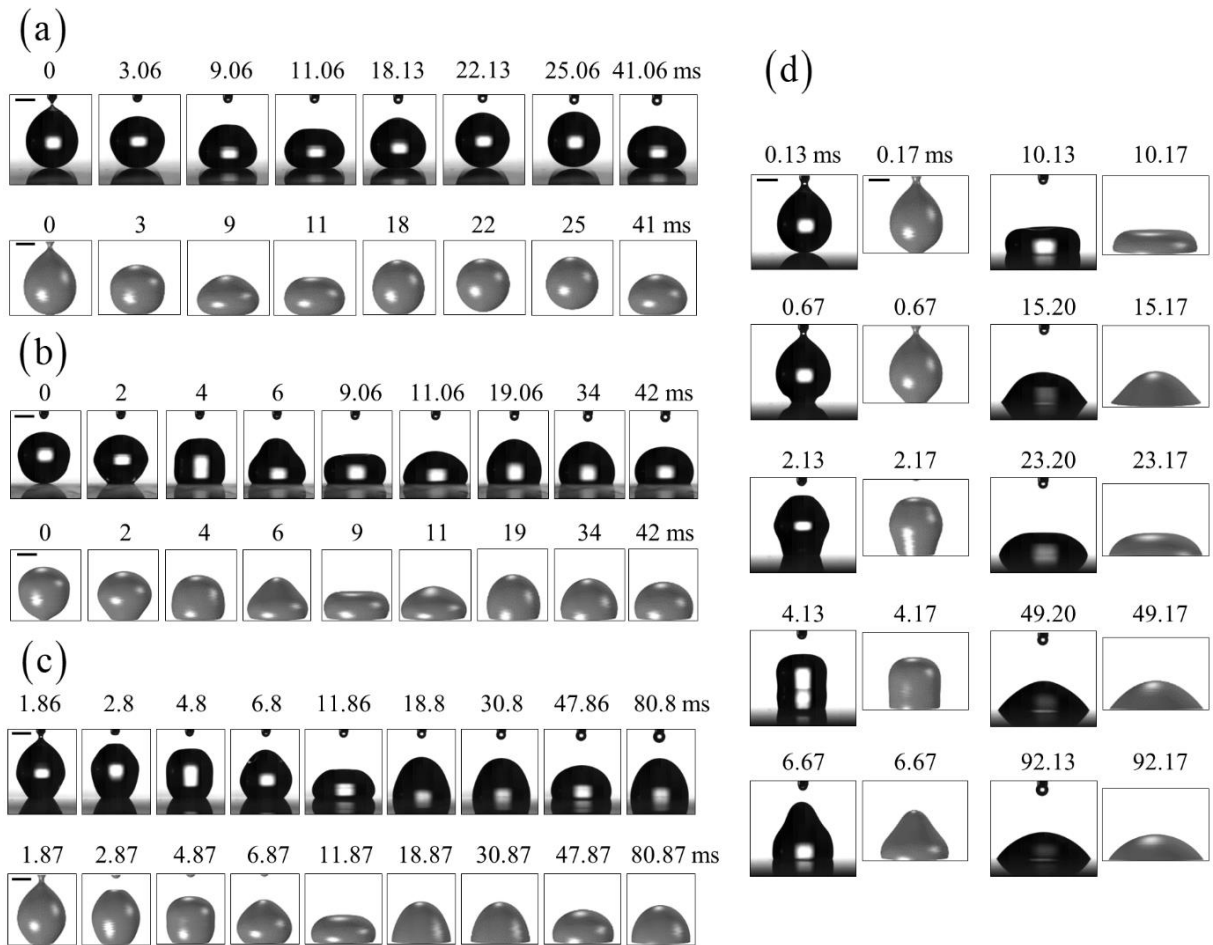 (a)
0 3.06 9.06 11.06 18.13 22.13 25.06 41.06 ms
0 3 9 11 18 22 25 41 ms
(b)
0 2 4 6 9.06 11.06 19.06 34 42 ms
0 2 4 6 9 11 19 34 42 ms
(c)
1.86 2.8 4.8 6.8 11.86 18.8 30.8 47.86 80.8 ms
1.87 2.87 4.87 6.87 11.87 18.87 30.87 47.87 80.87 ms
(d)
0.13 ms 0.17 ms 10.13 10.17
0.67 0.67 15.20 15.17
2.13 2.17 23.20 23.17
4.13 4.17 49.20 49.17
6.67 6.67 92.13 92.17